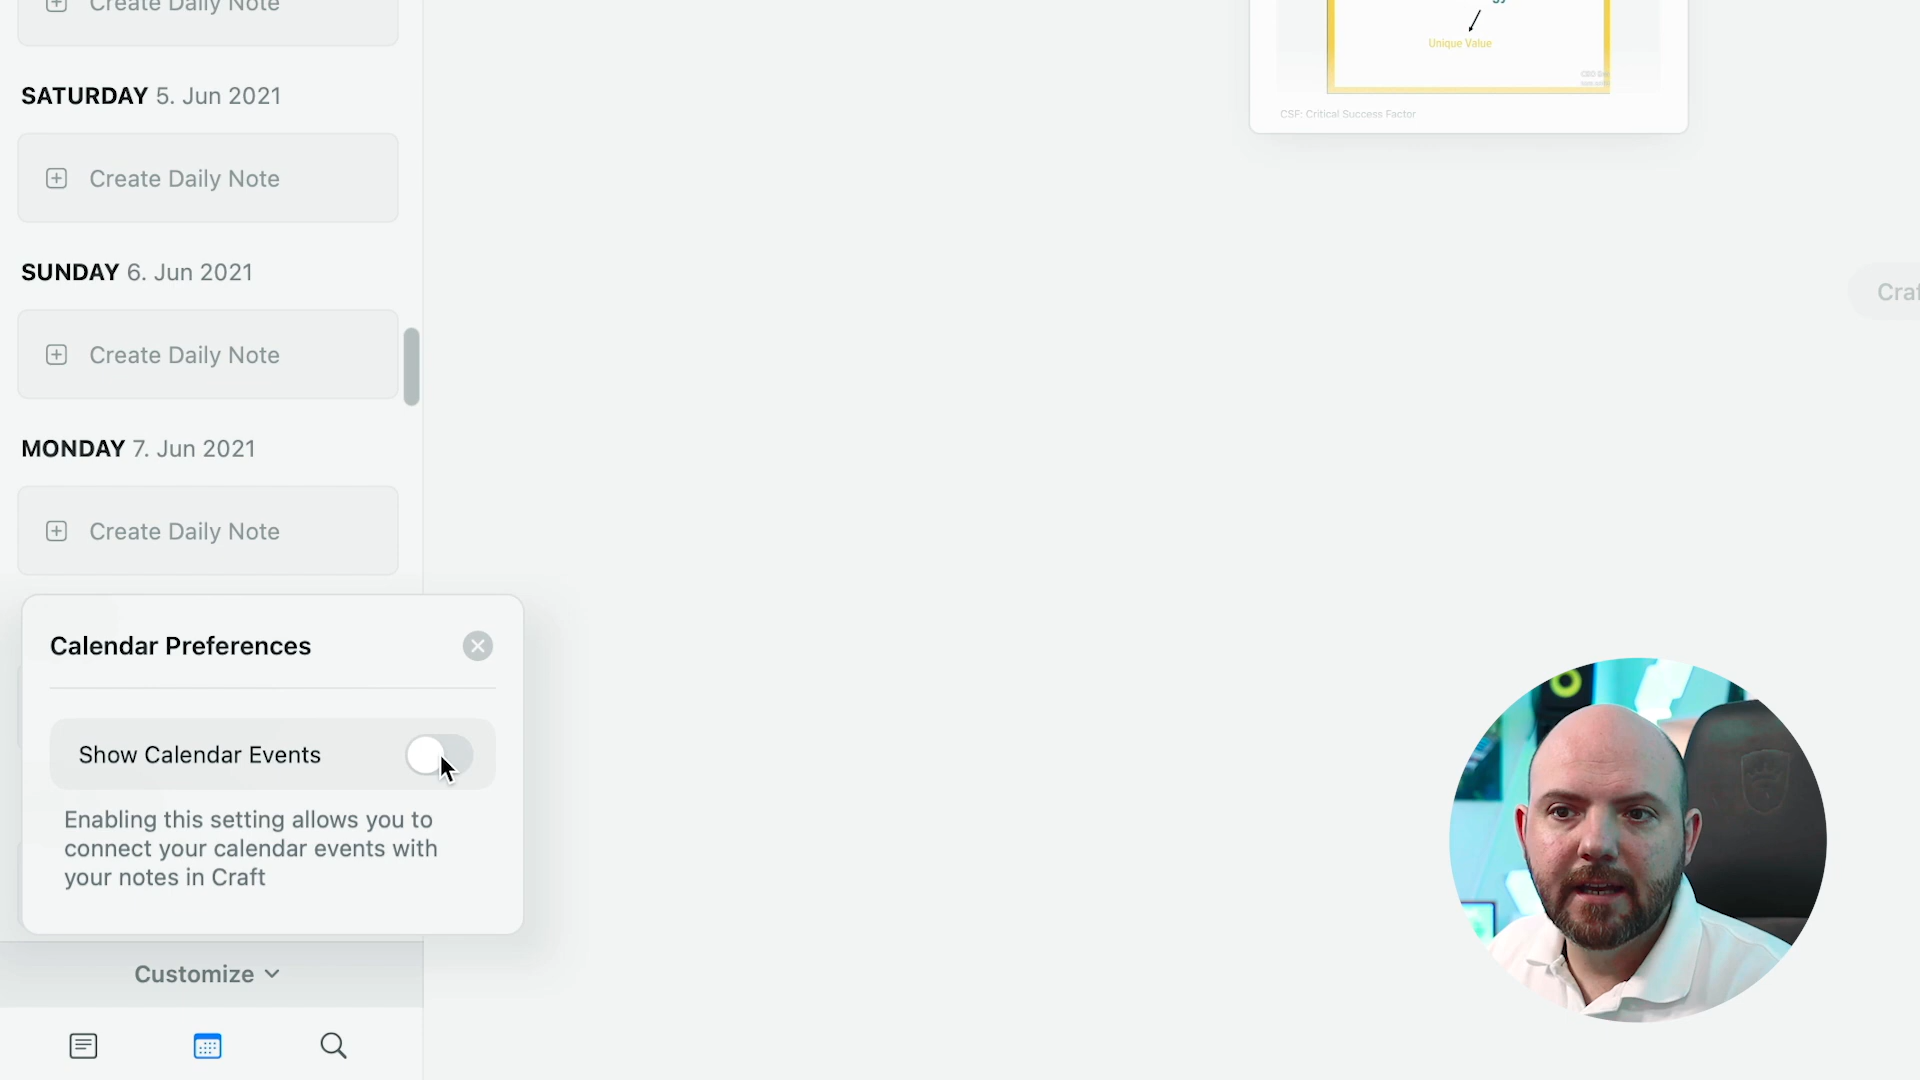 Create Daily Note
SATURDAY 5. Jun 2021
Create Daily Note
SUNDAY 6. Jun 2021
Create Daily Note
MONDAY 7. Jun 2021
Create Daily Note
Calendar Preferences
Show Calendar Events
Enabling this setting allows you to
connect your calendar events with
your notes in Craft
Customize
Unique Value
CSF: Critical Success Factor